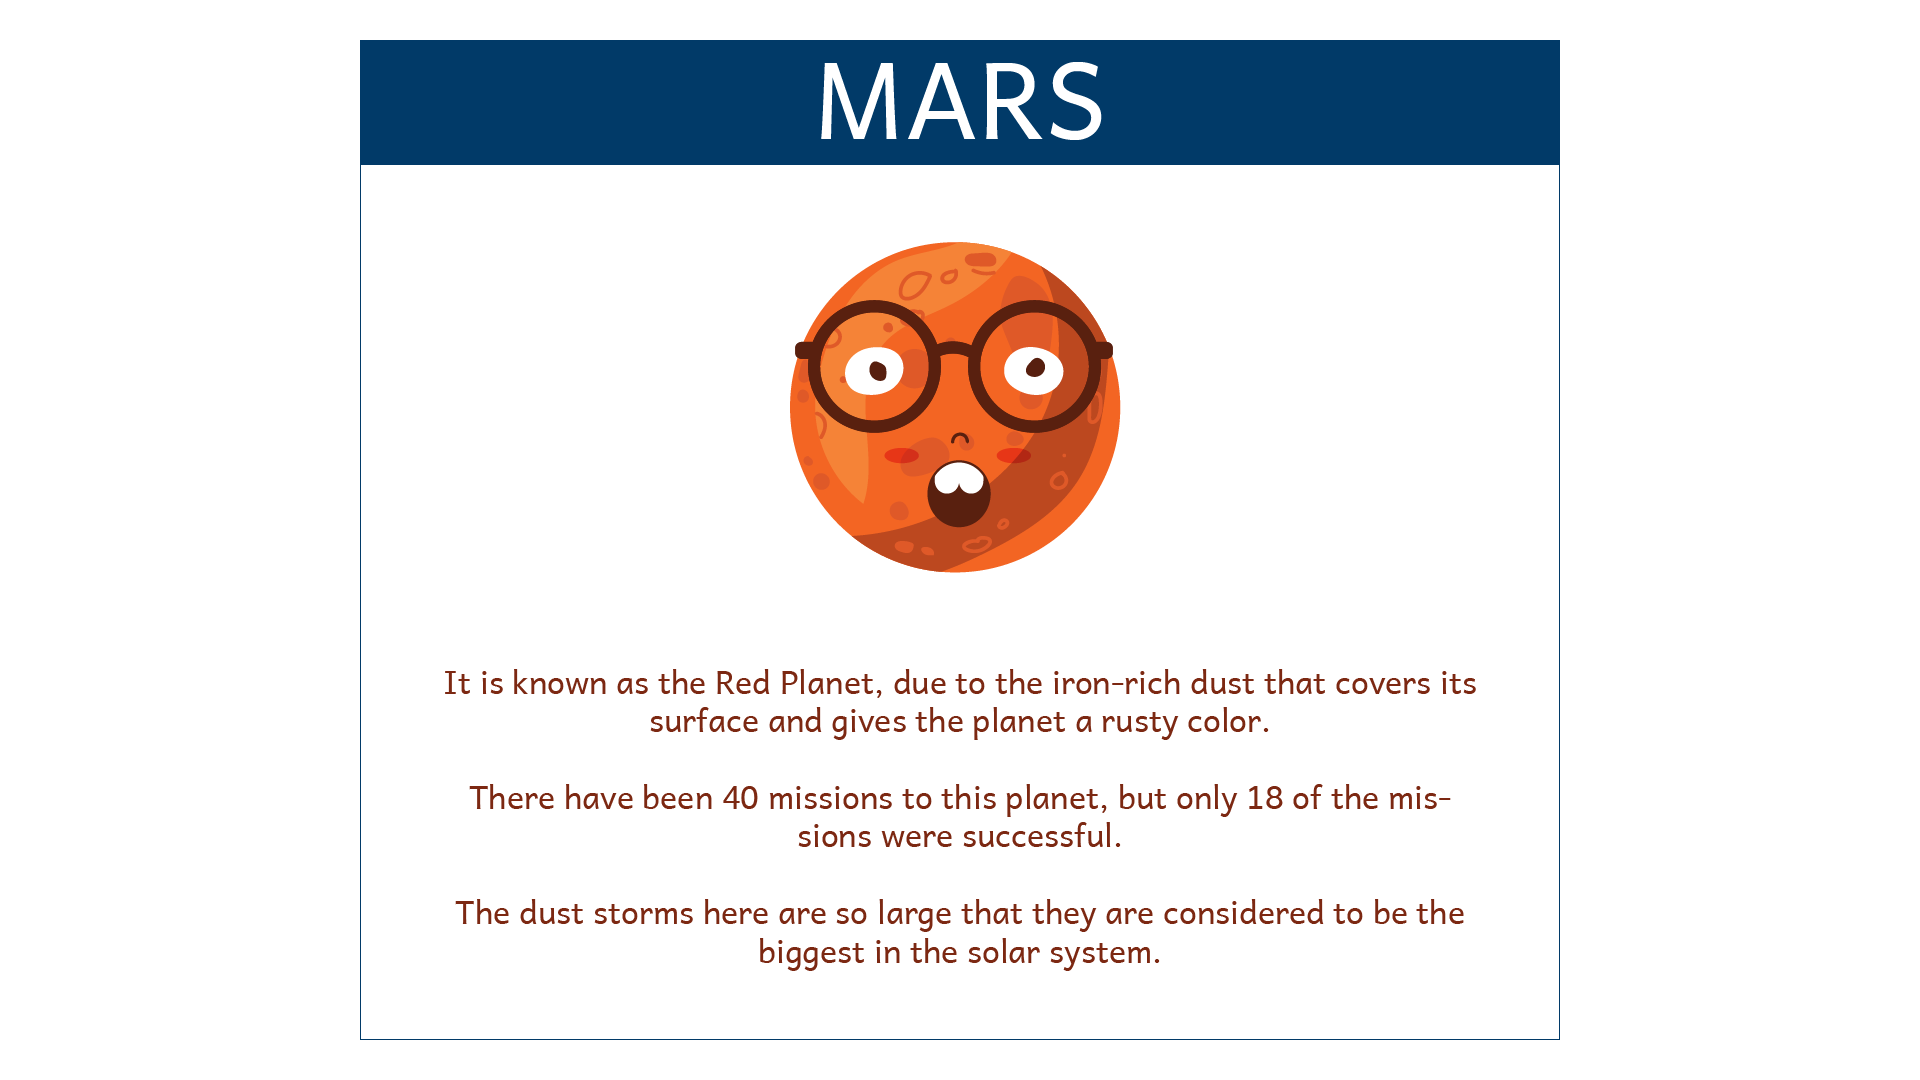 MARS
It is known as the Red Planet, due to the iron-rich dust that covers its
surface and gives the planet a rusty color.
There have been 40 missions to this planet, but only 18 of the mis-
sions were successful.
The dust storms here are so large that they are considered to be the
biggest in the solar system.